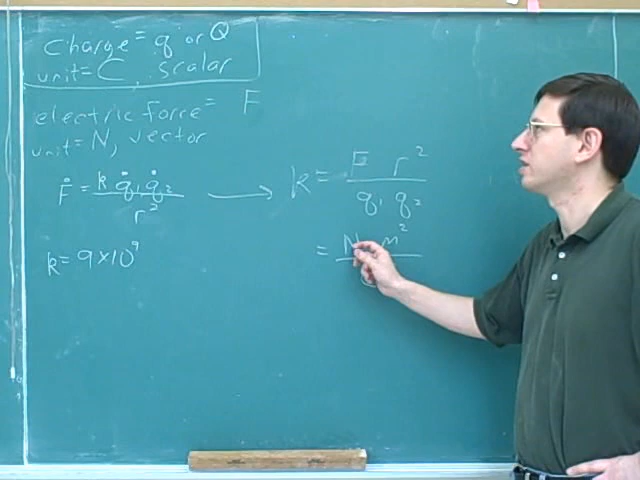 Charge = q or Q
unit = C, scalar
electric force = F
unit = N, vector
F = k q₁ q₂ / r² → k = F r² / q₁ q₂
k = 9×10⁹
= N m²